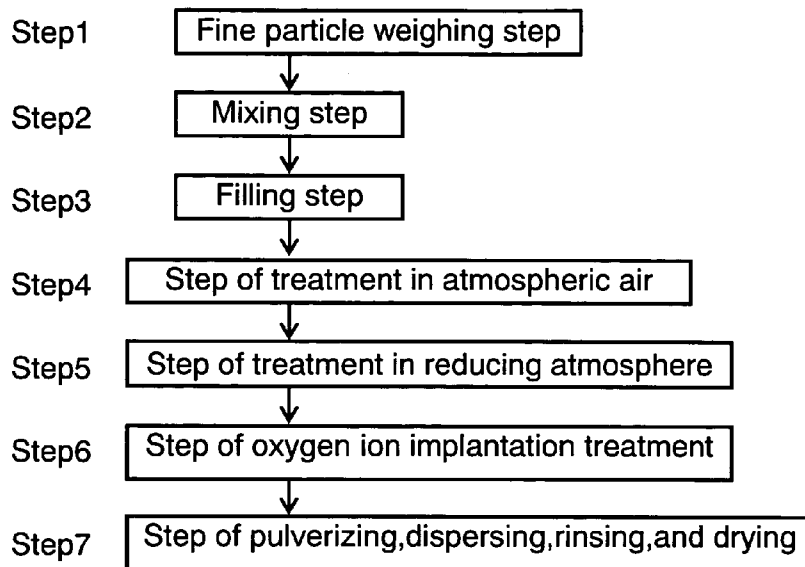 Step1 Fine particle weighing step
Step2 Mixing step
Step3 Filling step
Step4 Step of treatment in atmospheric air
Step5 Step of treatment in reducing atmosphere
Step6 Step of oxygen ion implantation treatment
Step7 Step of pulverizing,dispersing,rinsing,and drying